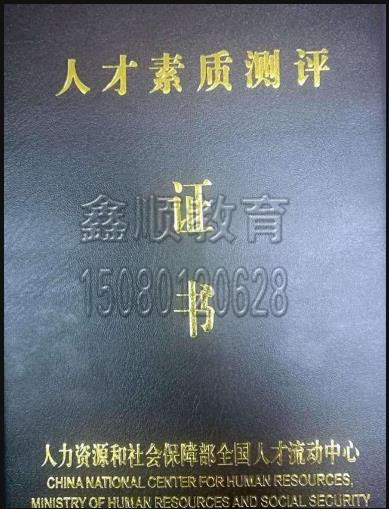 人才素质测评
证
鑫顺教育
15080130628
书
人力资源和社会保障部全国人才流动中心
CHINA NATIONAL CENTER FOR HUMAN RESOURCES,
MINISTRY OF HUMAN RESOURCES AND SOCIAL SECURITY